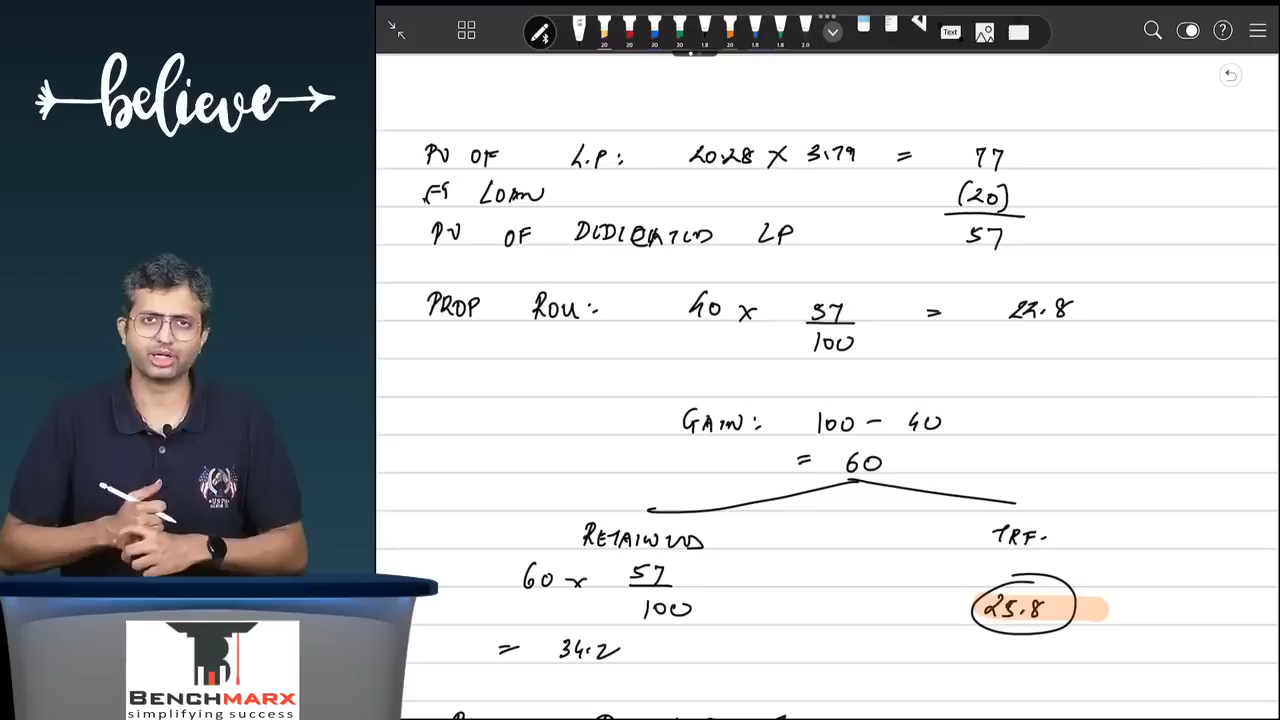 believe
Text
PV OF L.P: 20.28 × 3.79 = 77
LOAN (20)
PV OF DEDICATED LP 57
PROP ROU: 40 × 57/100 = 22.8
GAIN: 100 - 40
= 60
RETAINED TRF.
60 × 57/100 25.8
= 34.2
BENCHMARX
simplifying success